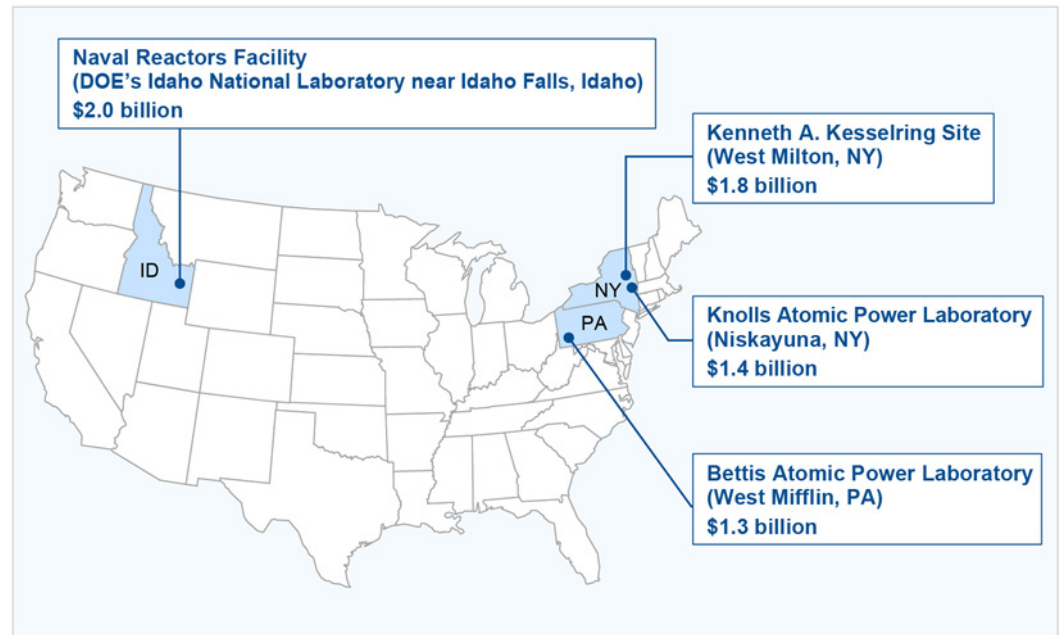 Naval Reactors Facility
(DOE's Idaho National Laboratory near Idaho Falls, Idaho)
$2.0 billion
Kenneth A. Kesselring Site
(West Milton, NY)
$1.8 billion
ID
NY
PA
Knolls Atomic Power Laboratory
(Niskayuna, NY)
$1.4 billion
Bettis Atomic Power Laboratory
(West Mifflin, PA)
$1.3 billion